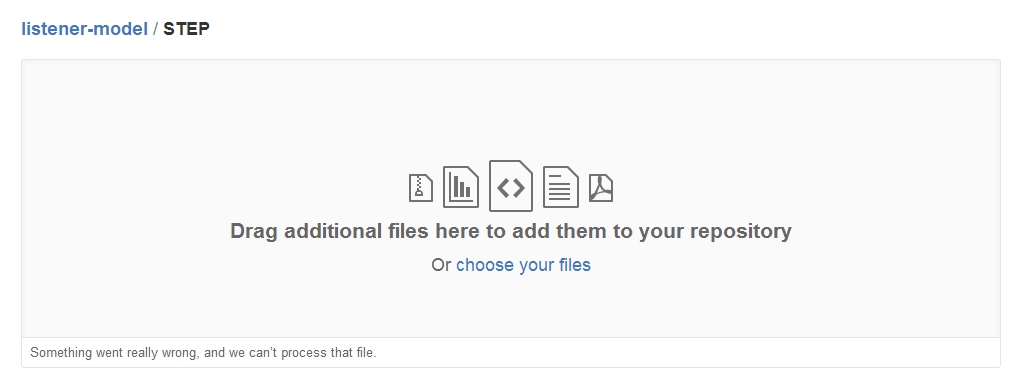 listener-model / STEP
Drag additional files here to add them to your repository
Or choose your files
Something went really wrong, and we can’t process that file.